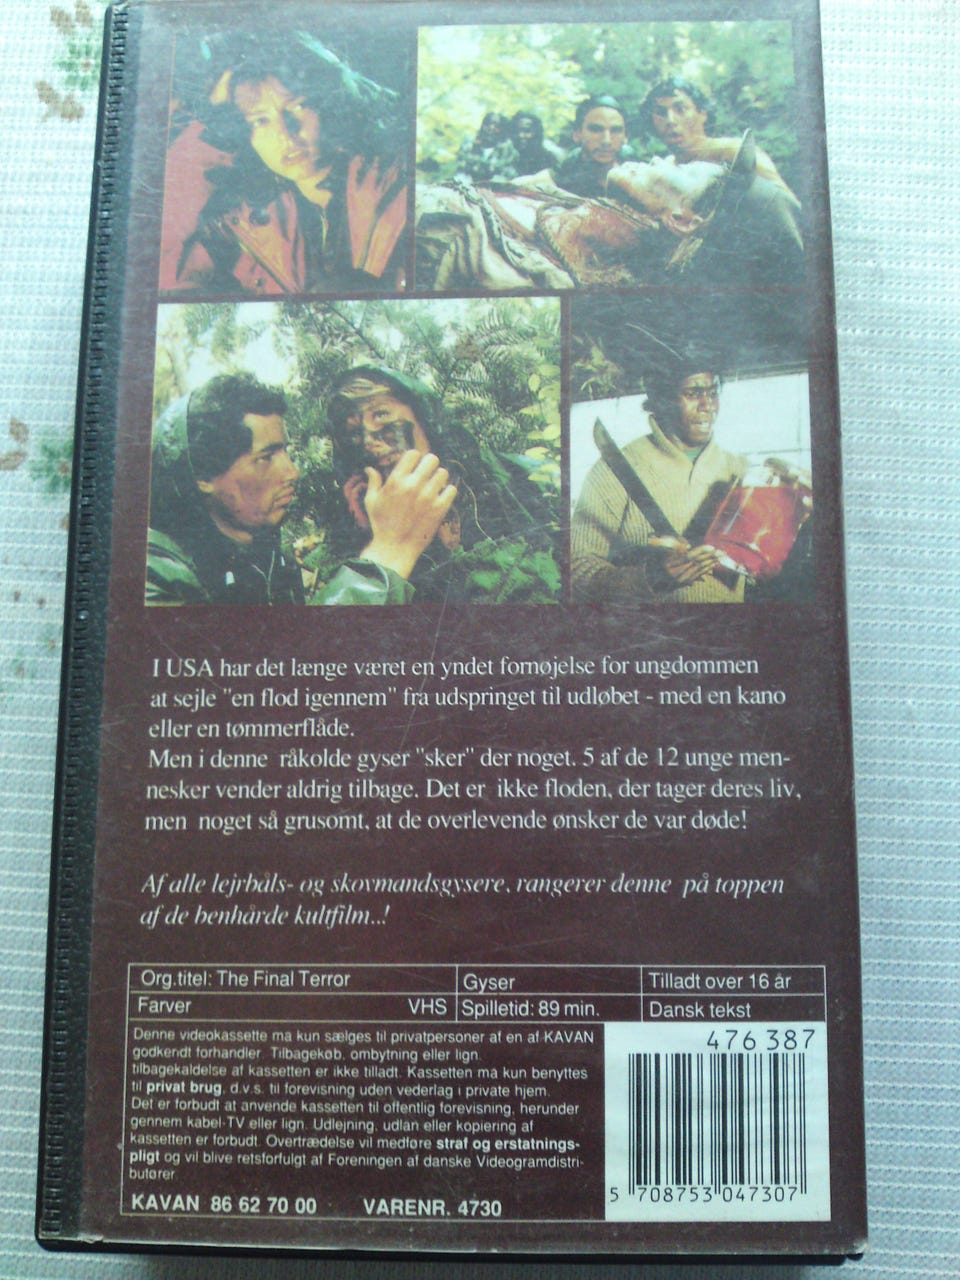 I USA har det længe været en yndet fornøjelse for ungdommen
at sejle "en flod igennem" fra udspringet til udløbet - med en kano
eller en tømmerflåde.
Men i denne råkolde gyser "sker" der noget. 5 af de 12 unge men-
nesker vender aldrig tilbage. Det er ikke floden, der tager deres liv,
men noget så grusomt, at de overlevende ønsker de var døde!
Af alle lejrbåls- og skovmandsgysere, rangerer denne på toppen
af de benhårde kultfilm..!
Org.titel: The Final Terror
Gyser
Tilladt over 16 år
Farver VHS
Spilletid: 89 min.
Dansk tekst
Denne videokassette må kun sælges til privatpersoner af en af KAVAN
godkendt forhandler. Tilbagekøb, ombytning eller lign.
tilbagekaldelse af kassetten er ikke tilladt. Kassetten må kun benyttes
til privat brug, d.v.s. til forevisning uden vederlag i private hjem.
Det er forbudt at anvende kassetten til offentlig forevisning, herunder
gennem kabel-TV eller lign. Udlejning, udlån eller kopiering af
kassetten er forbudt. Overtrædelse vil medføre straf og erstatnings-
pligt og vil blive retsforfulgt af Foreningen af danske Videogramdistri-
butører.
KAVAN 86 62 70 00 VARENR. 4730
476387
5 708753 047307